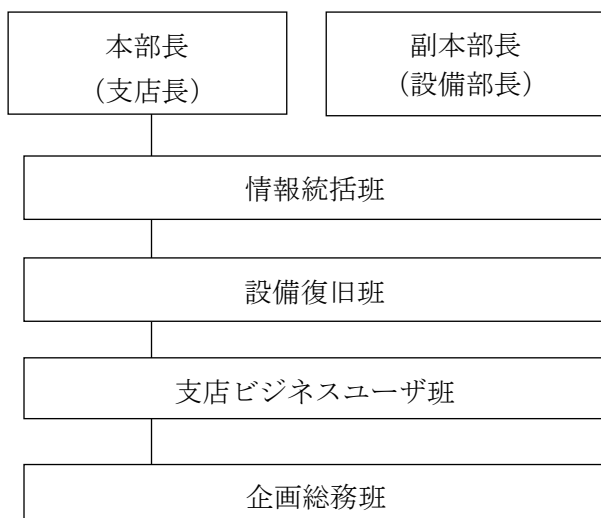 本部長
(支店長)
副本部長
(設備部長)
情報統括班
設備復旧班
支店ビジネスユーザ班
企画総務班